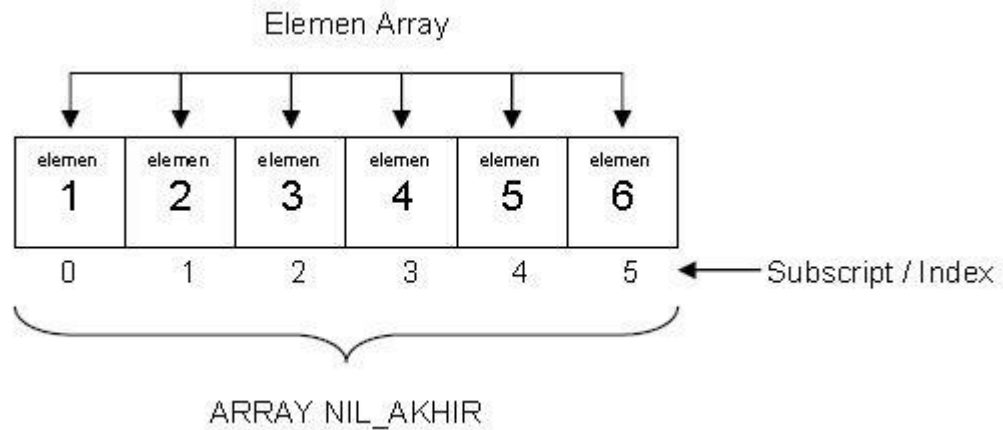 Elemen Array
elemen elemen elemen elemen elemen elemen
1 2 3 4 5 6
0 1 2 3 4 5 Subscript / Index
ARRAY NIL_AKHIR